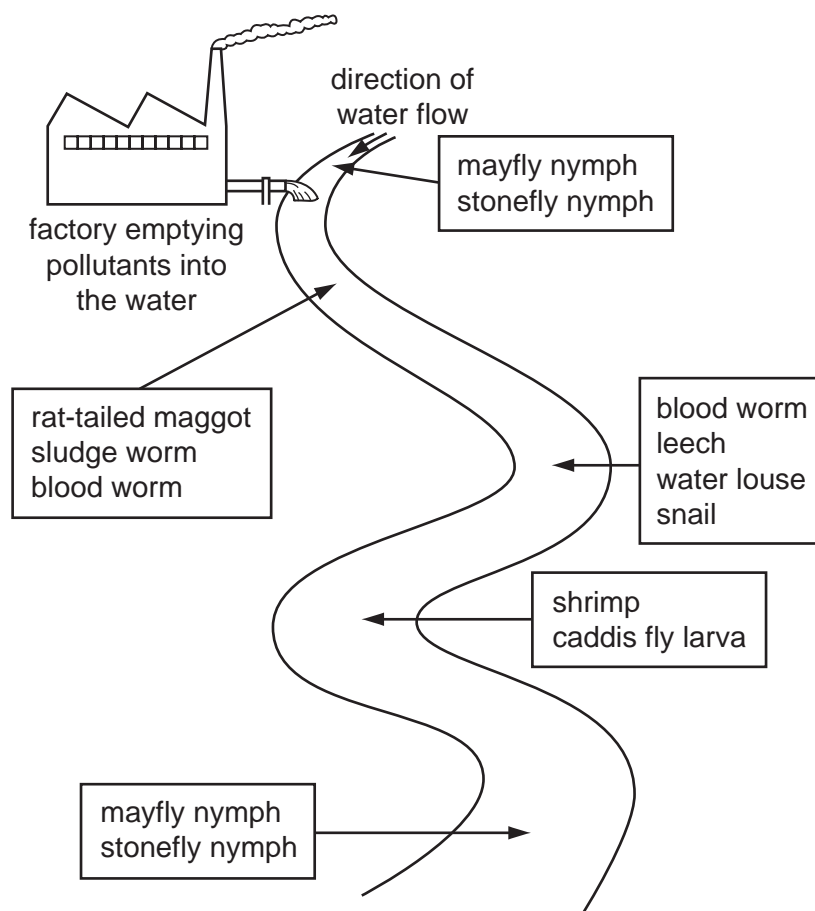 direction of
water flow
mayfly nymph
stonefly nymph
factory emptying
pollutants into
the water
rat-tailed maggot
sludge worm
blood worm
blood worm
leech
water louse
snail
shrimp
caddis fly larva
mayfly nymph
stonefly nymph